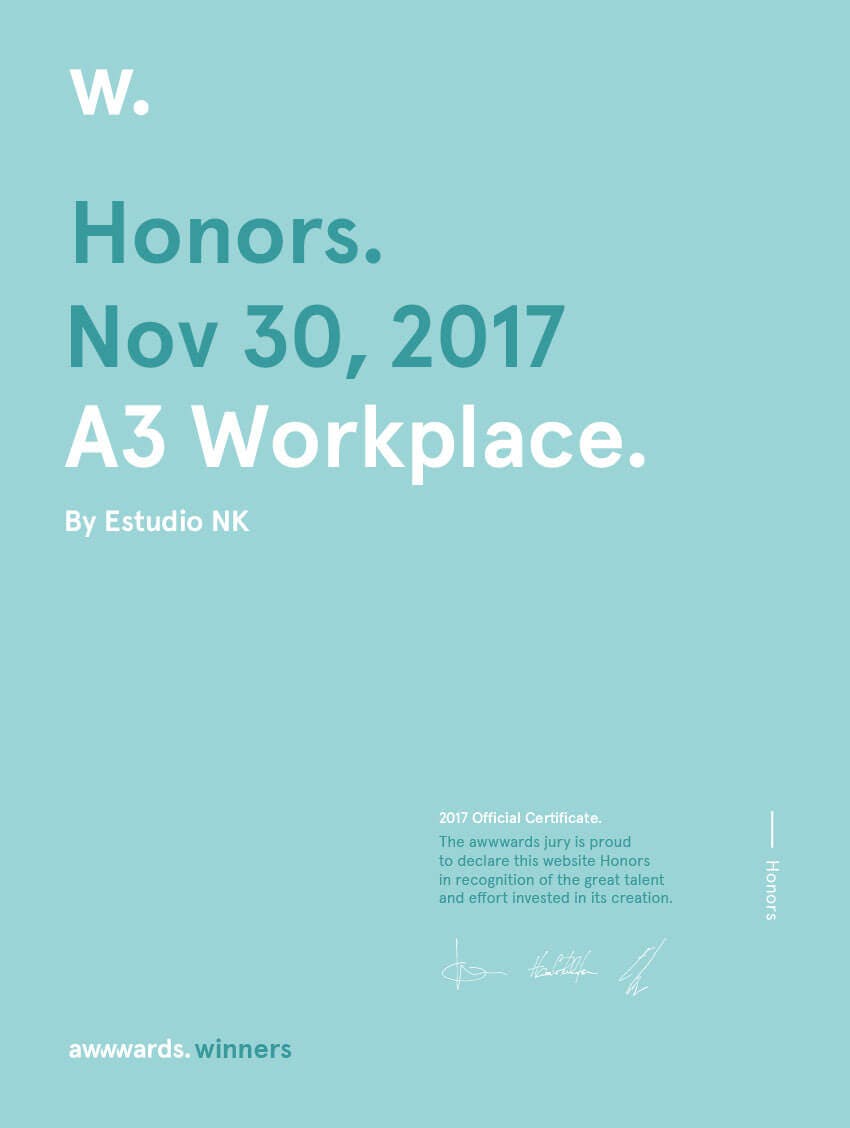 w.
Honors.
Nov 30, 2017
A3 Workplace.
By Estudio NK
2017 Official Certificate.
The awwwards jury is proud
to declare this website Honors
in recognition of the great talent
and effort invested in its creation.
Honors
awwwards.winners